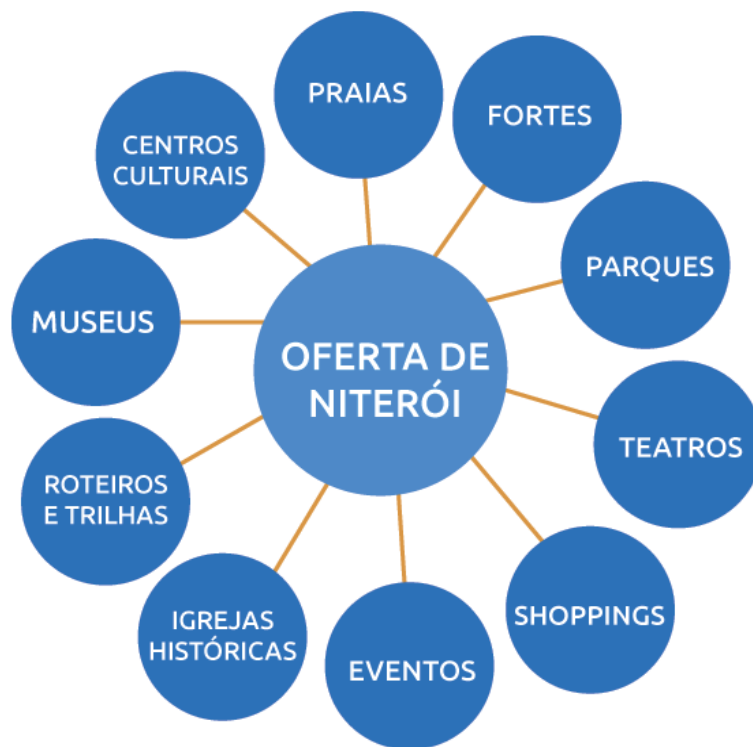 PRAIAS
FORTES
CENTROS
CULTURAIS
PARQUES
MUSEUS
OFERTA DE
NITERÓI
TEATROS
ROTEIROS
E TRILHAS
SHOPPINGS
IGREJAS
HISTÓRICAS
EVENTOS